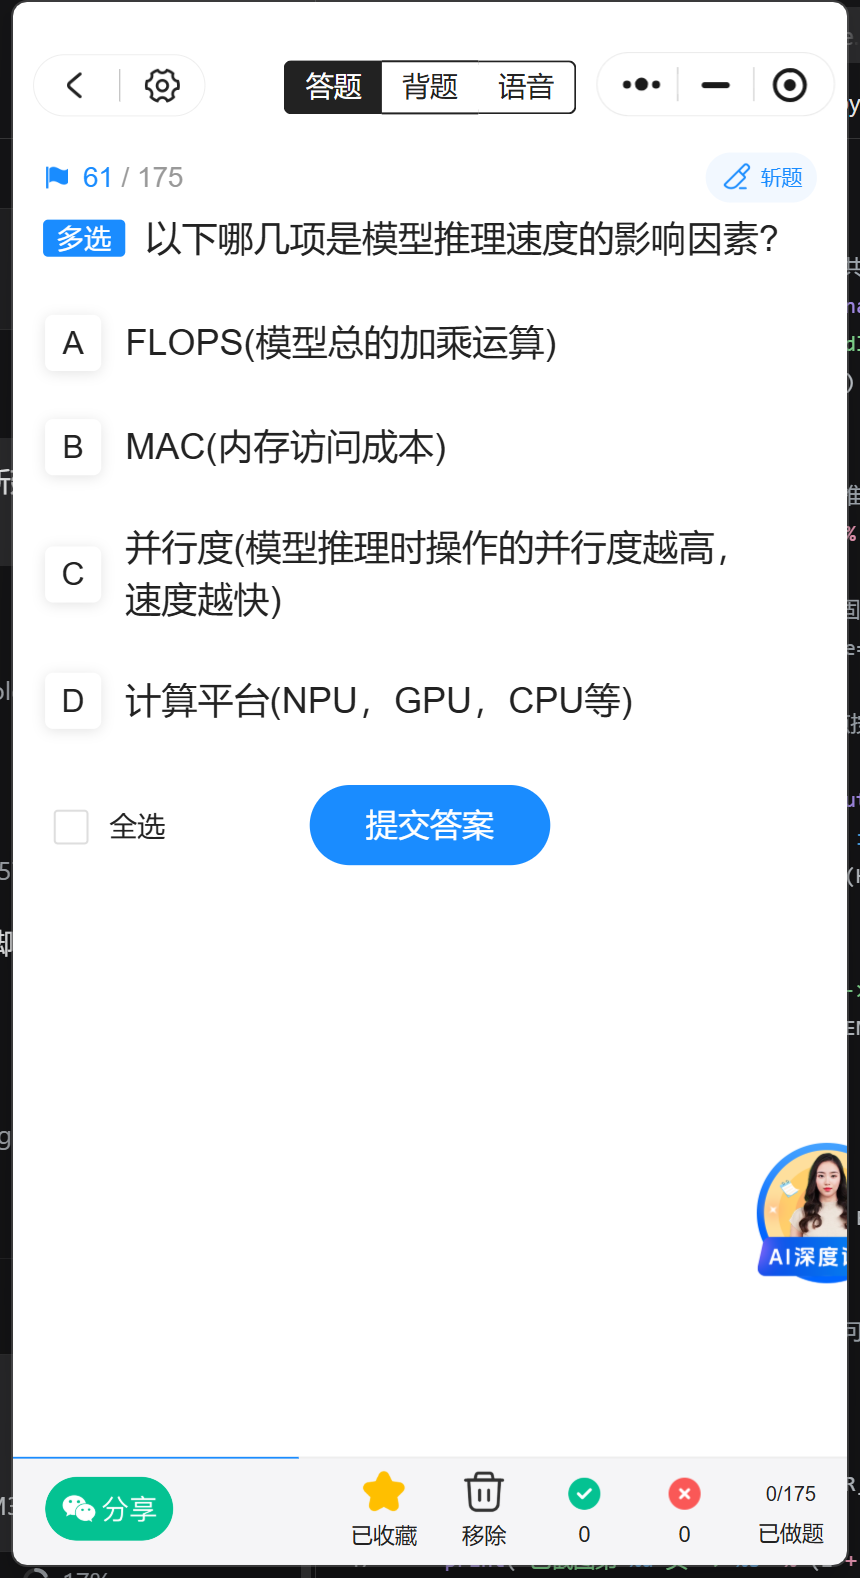 答题 背题 语音
61 / 175
斩题
多选 以下哪几项是模型推理速度的影响因素?
A FLOPS(模型总的加乘运算)
B MAC(内存访问成本)
C 并行度(模型推理时操作的并行度越高，
速度越快)
D 计算平台(NPU，GPU，CPU等)
全选
提交答案
AI深度
分享
已收藏
移除
0
0
0/175
已做题
17%